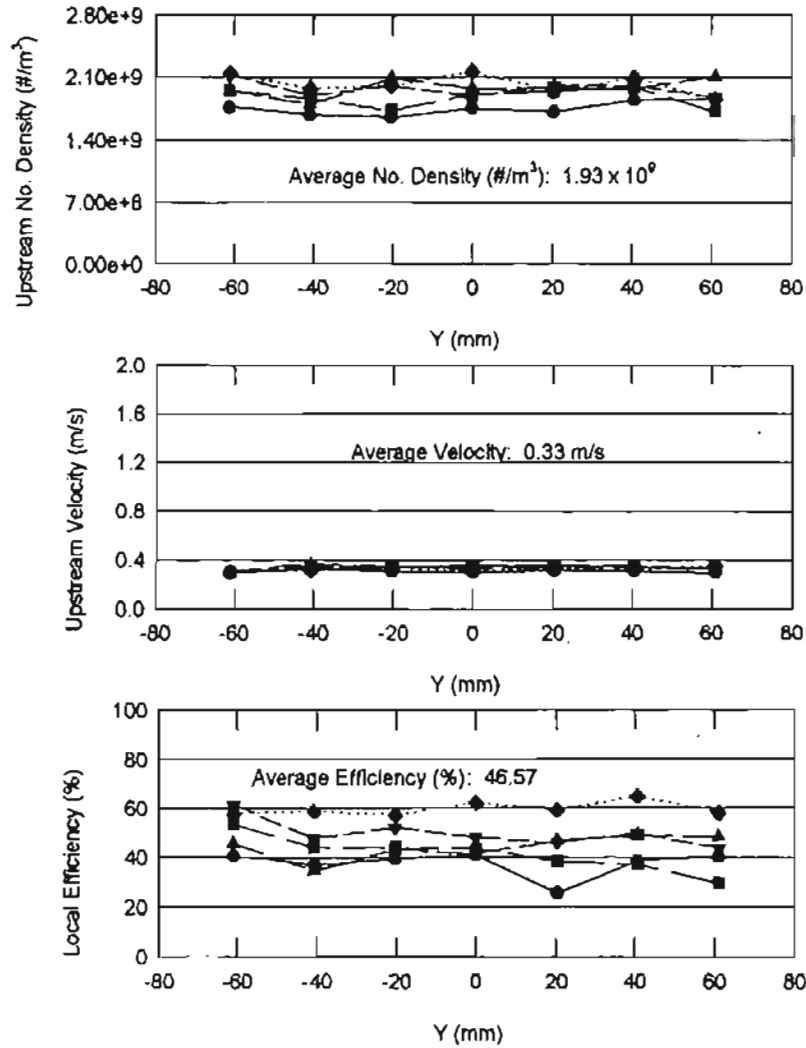 Upstream No. Density (#/m³)
2.80e+9
2.10e+9
1.40e+9
7.00e+8
0.00e+0
Average No. Density (#/m³): 1.93 x 10⁹
-80 -60 -40 -20 0 20 40 60 80
Y (mm)
Upstream Velocity (m/s)
2.0
1.6
1.2
0.8
0.4
0.0
Average Velocity: 0.33 m/s
-80 -60 -40 -20 0 20 40 60 80
Y (mm)
Local Efficiency (%)
100
80
60
40
20
0
Average Efficiency (%): 46.57
-80 -60 -40 -20 0 20 40 60 80
Y (mm)